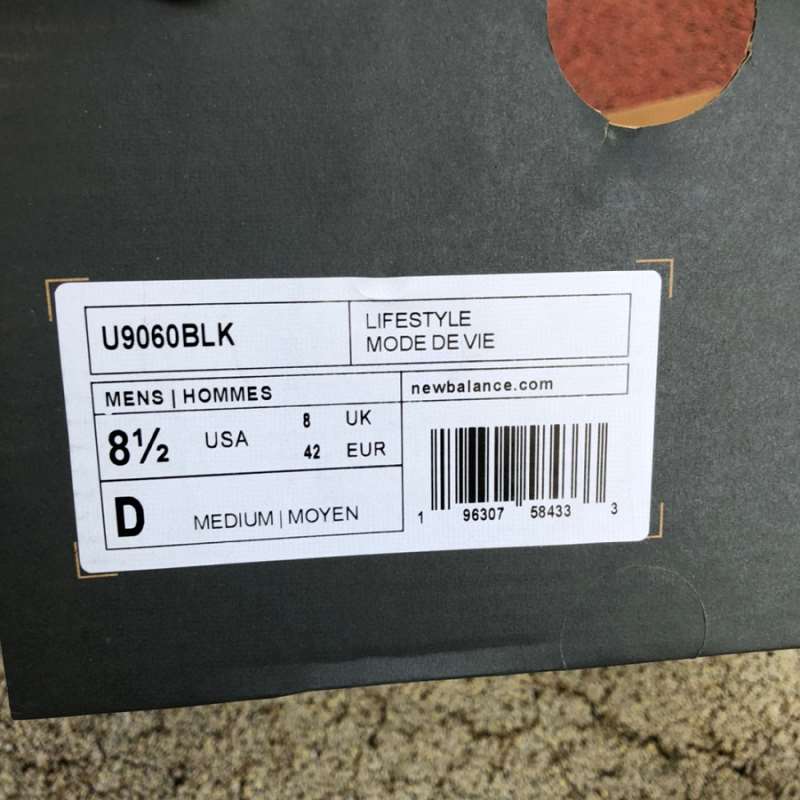 U9060BLK
LIFESTYLE
MODE DE VIE
MENS | HOMMES
newbalance.com
8½ USA
8 UK
42 EUR
D MEDIUM | MOYEN
1 96307 58433 3